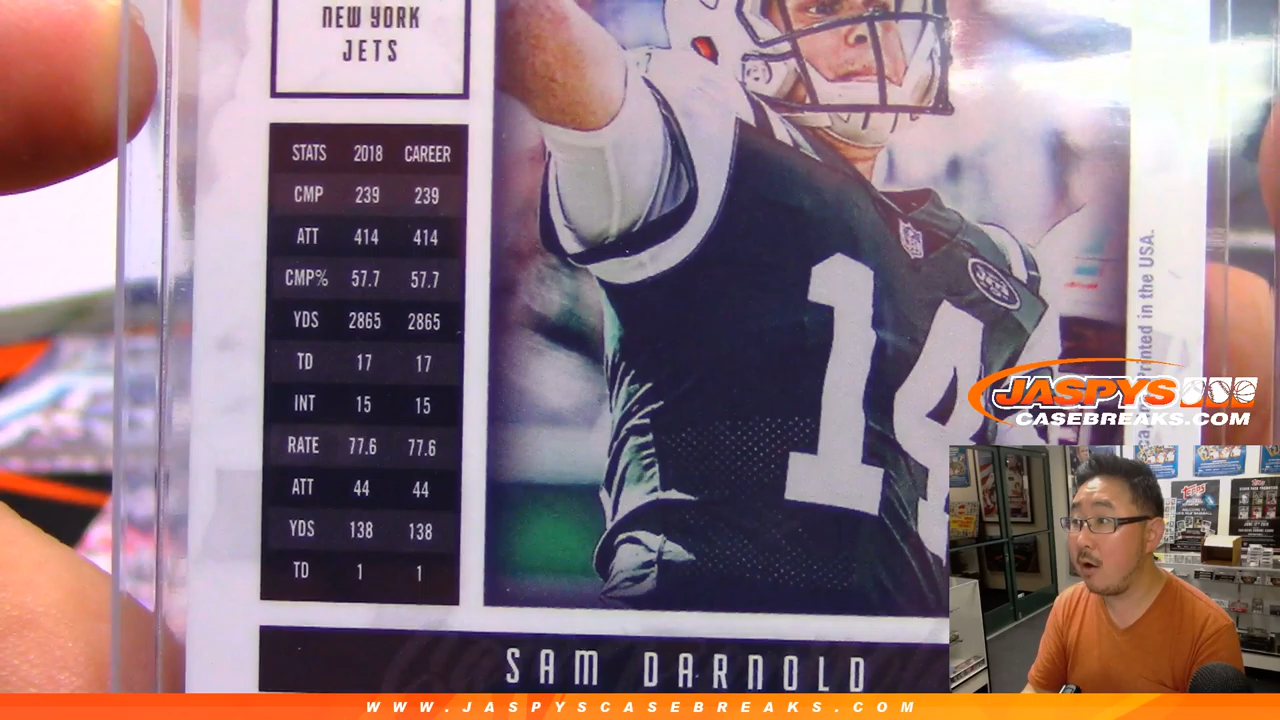 NEW YORK
JETS
STATS 2018 CAREER
CMP 239 239
ATT 414 414
CMP% 57.7 57.7
YDS 2865 2865
TD 17 17
INT 15 15
RATE 77.6 77.6
ATT 44 44
YDS 138 138
TD 1 1
14
JETS
Printed in the USA.
SAM DARNOLD
JASPYS
CASEBREAKS.COM
Topps
WWW.JASPYSCASEBREAKS.COM